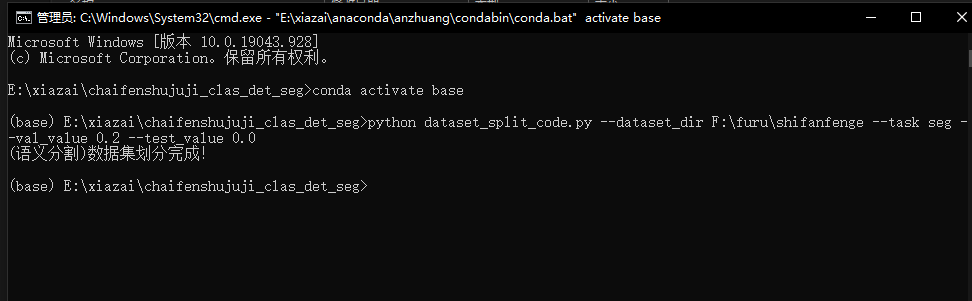 管理员: C:\Windows\System32\cmd.exe - "E:\xiazai\anaconda\anzhuang\condabin\conda.bat" activate base
Microsoft Windows [版本 10.0.19043.928]
(c) Microsoft Corporation。保留所有权利。
E:\xiazai\chaifenshujuji_clas_det_seg>conda activate base
(base) E:\xiazai\chaifenshujuji_clas_det_seg>python dataset_split_code.py --dataset_dir F:\furu\shifanfenge --task seg -
-val_value 0.2 --test_value 0.0
(语义分割)数据集划分完成!
(base) E:\xiazai\chaifenshujuji_clas_det_seg>